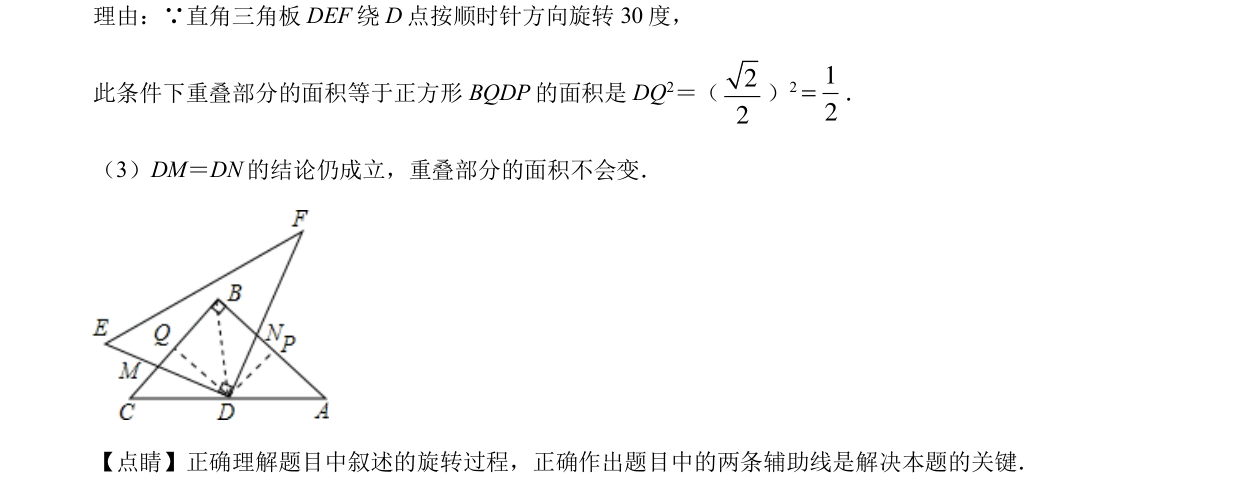 理由：∵直角三角板 DEF 绕 D 点按顺时针方向旋转 30 度，
此条件下重叠部分的面积等于正方形 BQDP 的面积是 DQ²＝（√2/2）²＝1/2．
（3）DM＝DN 的结论仍成立，重叠部分的面积不会变．
F
B
E
Q
N
P
M
C
D
A
【点睛】正确理解题目中叙述的旋转过程，正确作出题目中的两条辅助线是解决本题的关键．